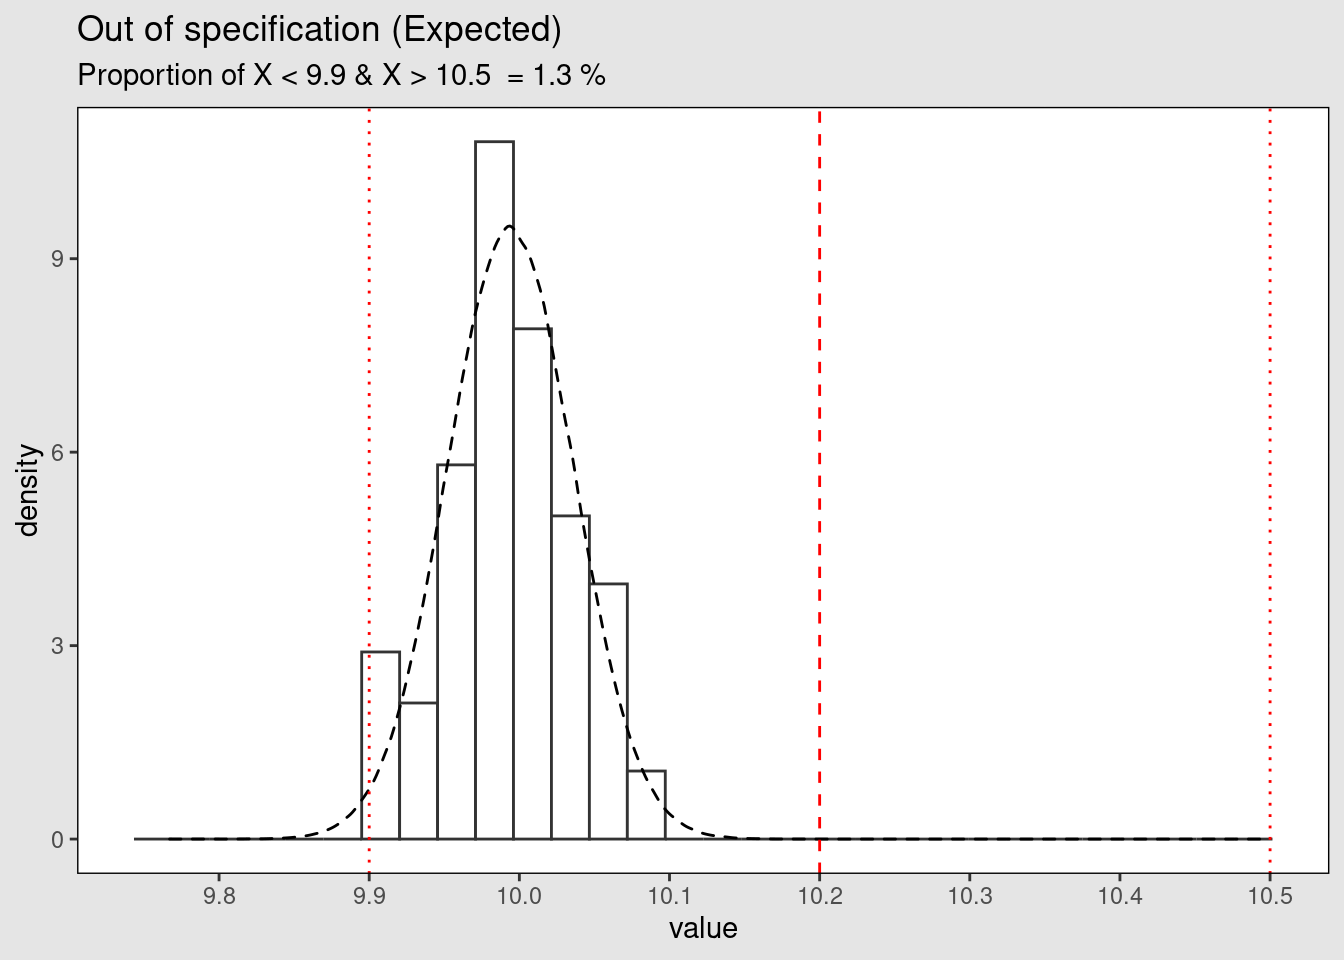 Out of specification (Expected)
Proportion of X < 9.9 & X > 10.5  = 1.3 %
density
9
6
3
0
9.8 9.9 10.0 10.1 10.2 10.3 10.4 10.5
value